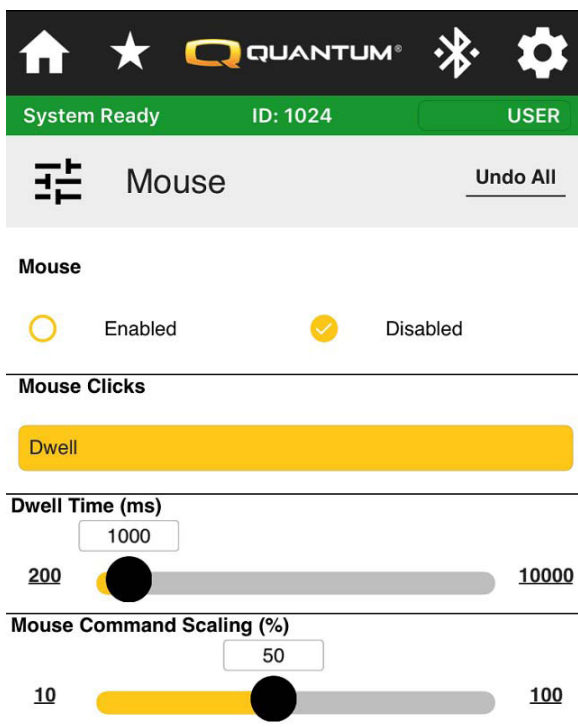 QUANTUM®
System Ready ID: 1024 USER
Mouse Undo All
Mouse
Enabled Disabled
Mouse Clicks
Dwell
Dwell Time (ms)
1000
200 10000
Mouse Command Scaling (%)
50
10 100